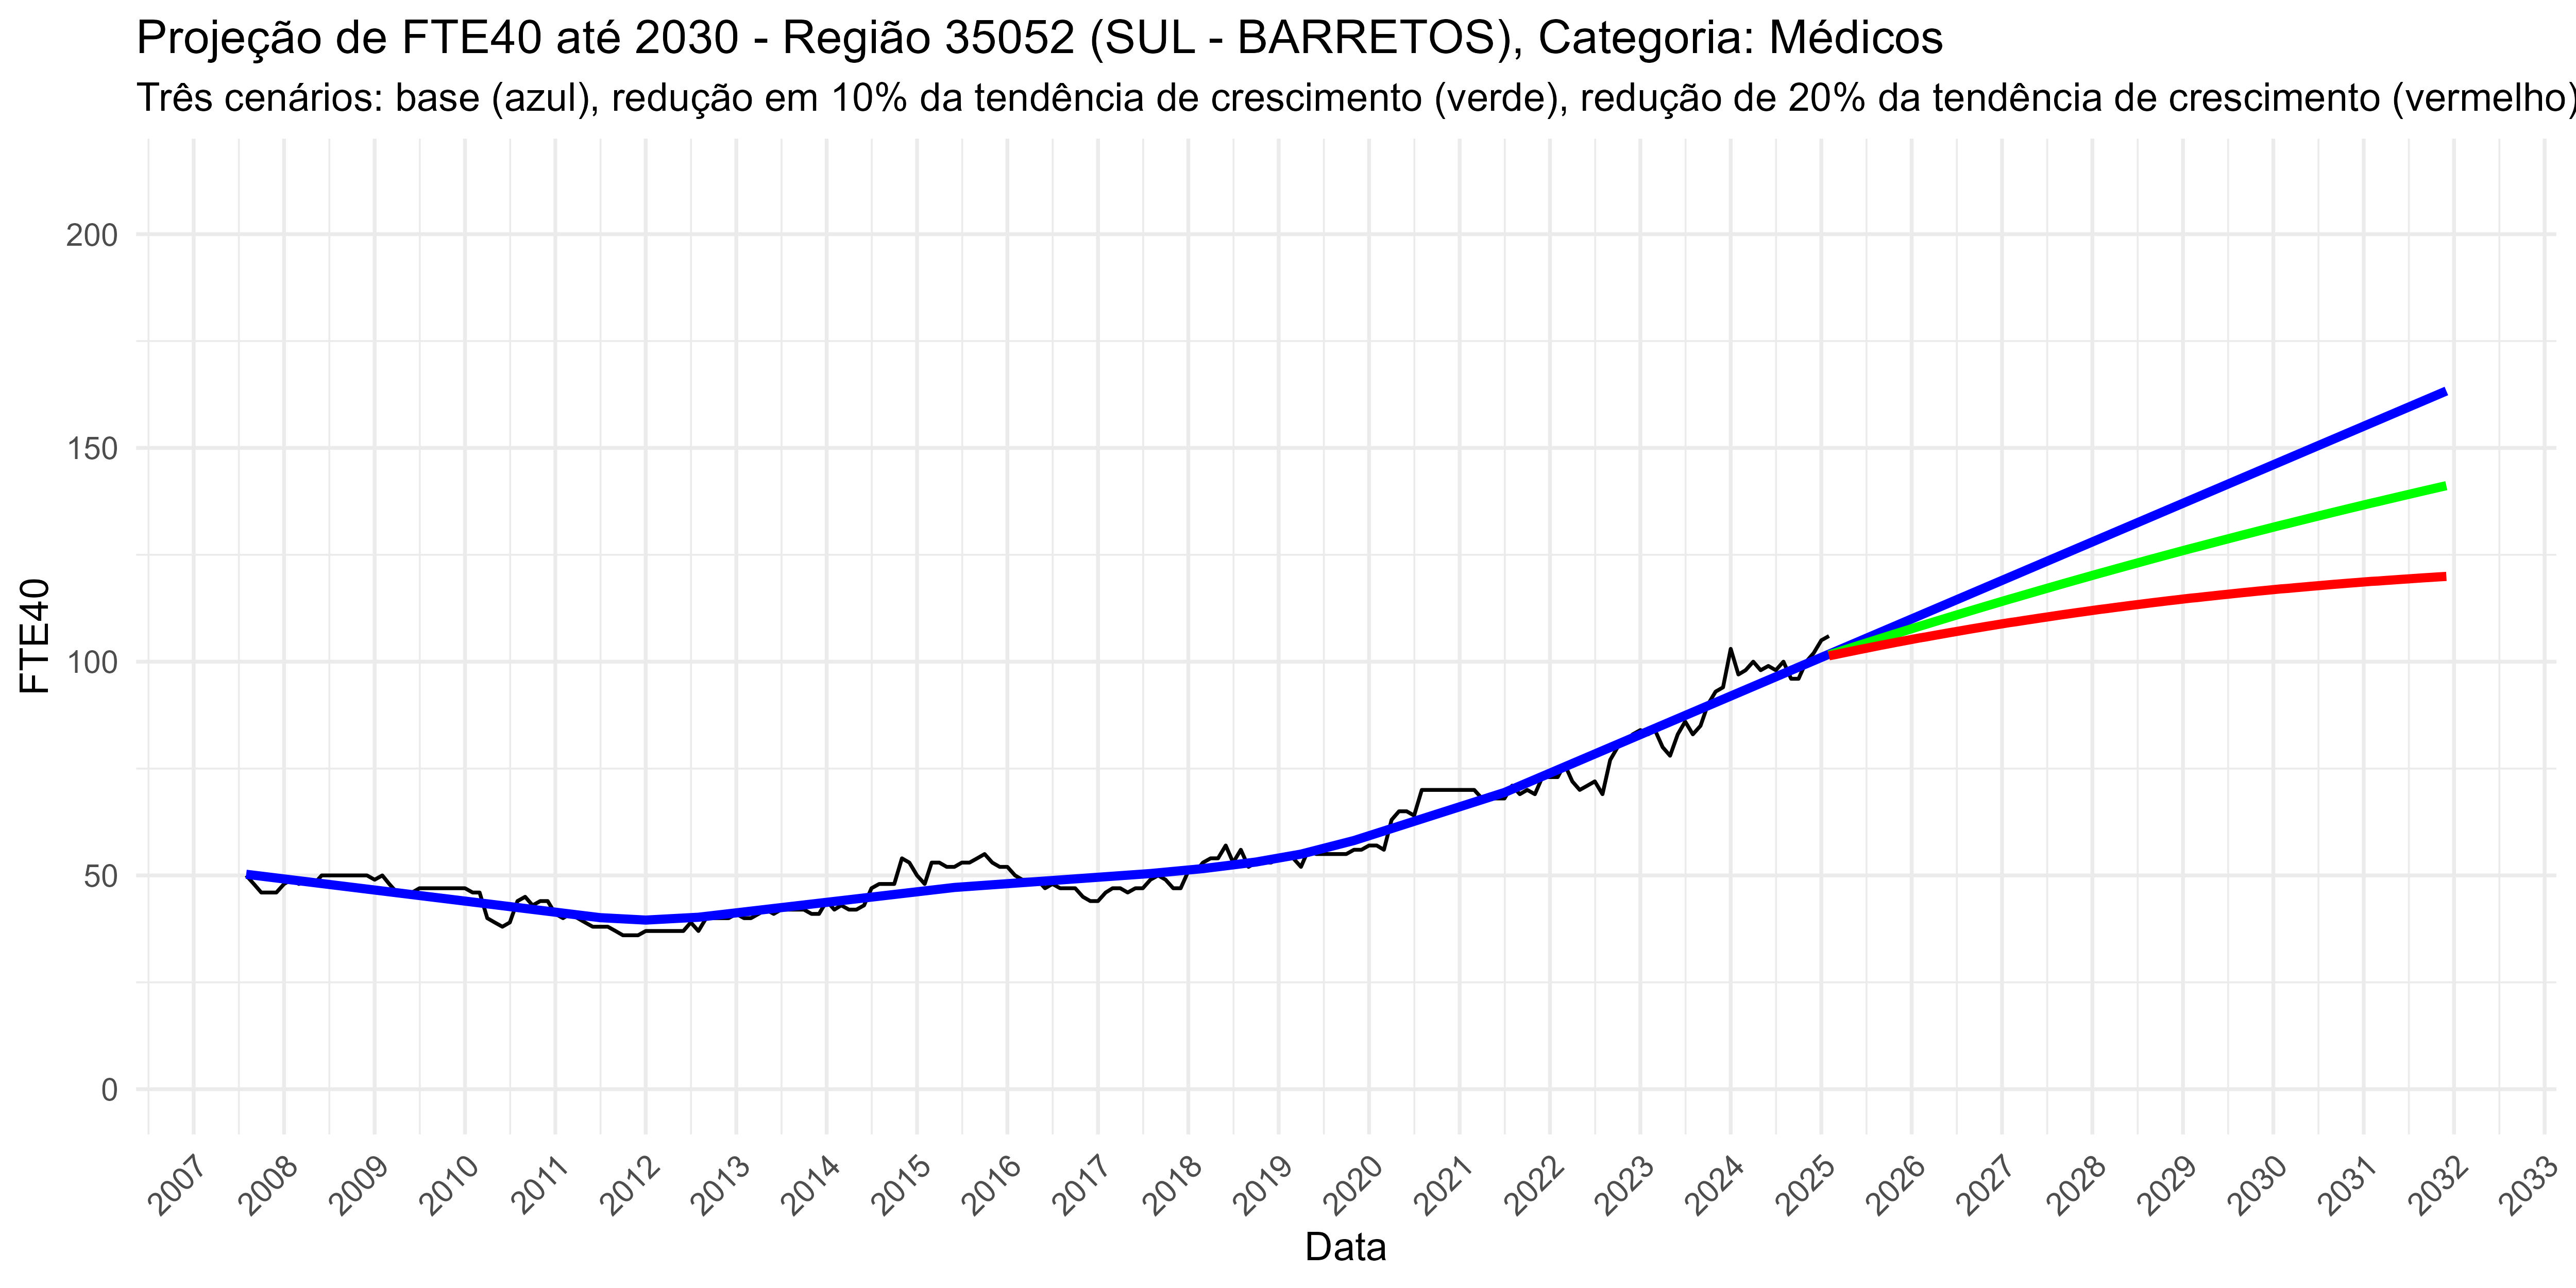 Projeção de FTE40 até 2030 - Região 35052 (SUL - BARRETOS), Categoria: Médicos
Três cenários: base (azul), redução em 10% da tendência de crescimento (verde), redução de 20% da tendência de crescimento (vermelho)
200
150
100
50
0
FTE40
2007 2008 2009 2010 2011 2012 2013 2014 2015 2016 2017 2018 2019 2020 2021 2022 2023 2024 2025 2026 2027 2028 2029 2030 2031 2032 2033
Data